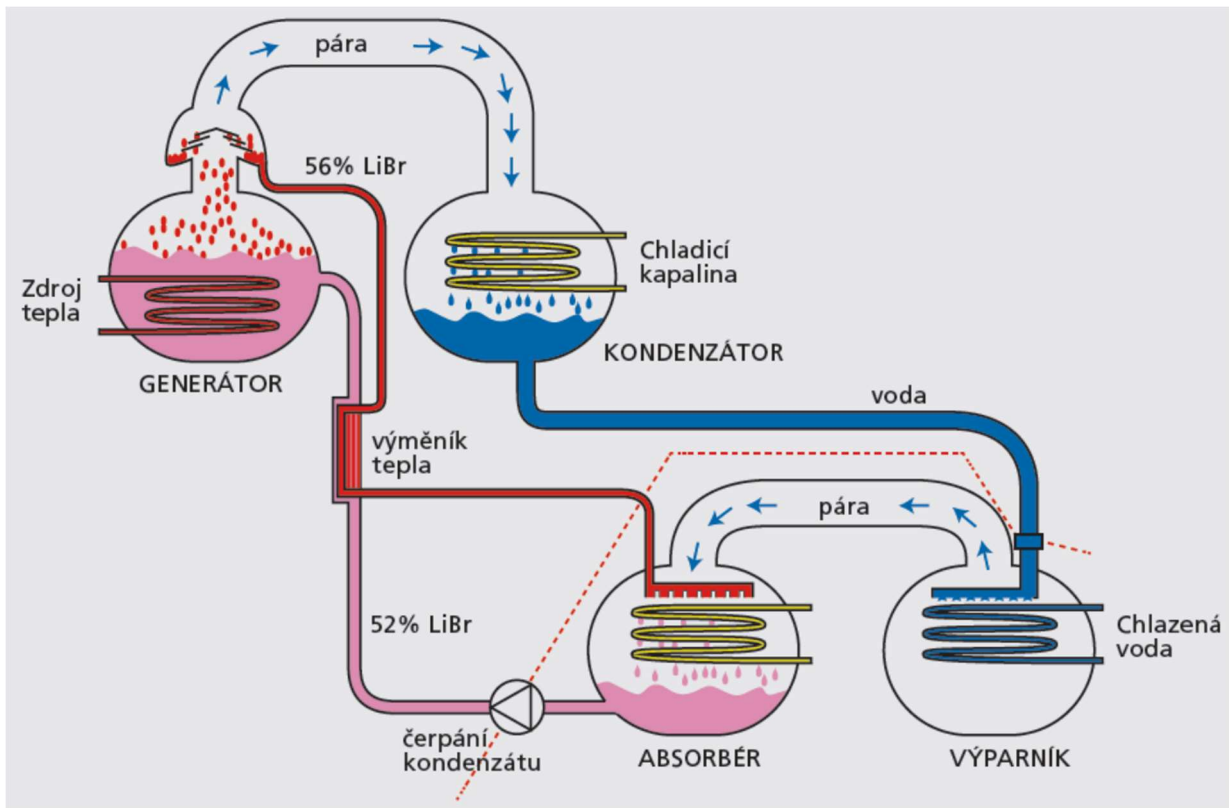 pára
56% LiBr
Chladicí
kapalina
Zdroj
tepla
KONDENZÁTOR
GENERÁTOR
voda
výměník
tepla
pára
52% LiBr
Chlazená
voda
čerpání
kondenzátu
ABSORBÉR
VÝPARNÍK